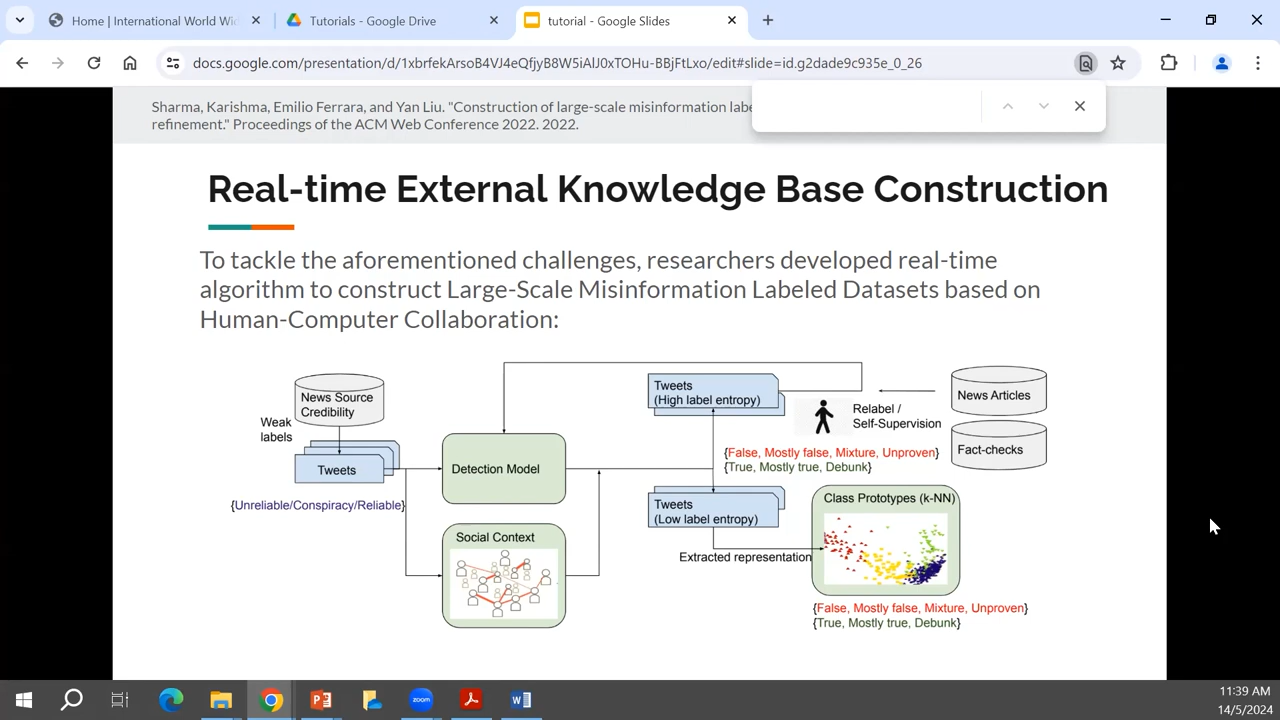 Home | International World Wi
Tutorials - Google Drive
tutorial - Google Slides
docs.google.com/presentation/d/1xbrfekArsoB4VJ4eQfjyB8W5iAlJ0xTOHu-BBjFtLxo/edit#slide=id.g2dade9c935e_0_26
Sharma, Karishma, Emilio Ferrara, and Yan Liu. "Construction of large-scale misinformation labe
refinement." Proceedings of the ACM Web Conference 2022. 2022.
Real-time External Knowledge Base Construction
To tackle the aforementioned challenges, researchers developed real-time
algorithm to construct Large-Scale Misinformation Labeled Datasets based on
Human-Computer Collaboration:
News Source
Credibility
Weak
labels
Tweets
{Unreliable/Conspiracy/Reliable}
Detection Model
Social Context
Tweets
(High label entropy)
Relabel /
Self-Supervision
News Articles
Fact-checks
{False, Mostly false, Mixture, Unproven}
{True, Mostly true, Debunk}
Tweets
(Low label entropy)
Extracted representation
Class Prototypes (k-NN)
{False, Mostly false, Mixture, Unproven}
{True, Mostly true, Debunk}
zoom
11:39 AM
14/5/2024